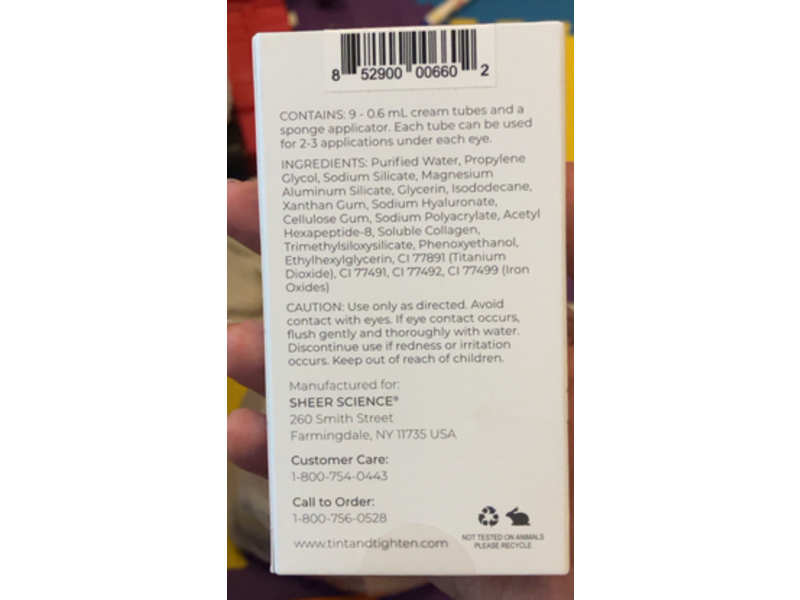 8 52900 00660 2
CONTAINS: 9 - 0.6 mL cream tubes and a
sponge applicator. Each tube can be used
for 2-3 applications under each eye.
INGREDIENTS: Purified Water, Propylene
Glycol, Sodium Silicate, Magnesium
Aluminum Silicate, Glycerin, Isododecane,
Xanthan Gum, Sodium Hyaluronate,
Cellulose Gum, Sodium Polyacrylate, Acetyl
Hexapeptide-8, Soluble Collagen,
Trimethylsiloxysilicate, Phenoxyethanol,
Ethylhexylglycerin, CI 77891 (Titanium
Dioxide), CI 77491, CI 77492, CI 77499 (Iron
Oxides)
CAUTION: Use only as directed. Avoid
contact with eyes. If eye contact occurs,
flush gently and thoroughly with water.
Discontinue use if redness or irritation
occurs. Keep out of reach of children.
Manufactured for:
SHEER SCIENCE®
260 Smith Street
Farmingdale, NY 11735 USA
Customer Care:
1-800-754-0443
Call to Order:
1-800-756-0528
www.tintandtighten.com
NOT TESTED ON ANIMALS
PLEASE RECYCLE